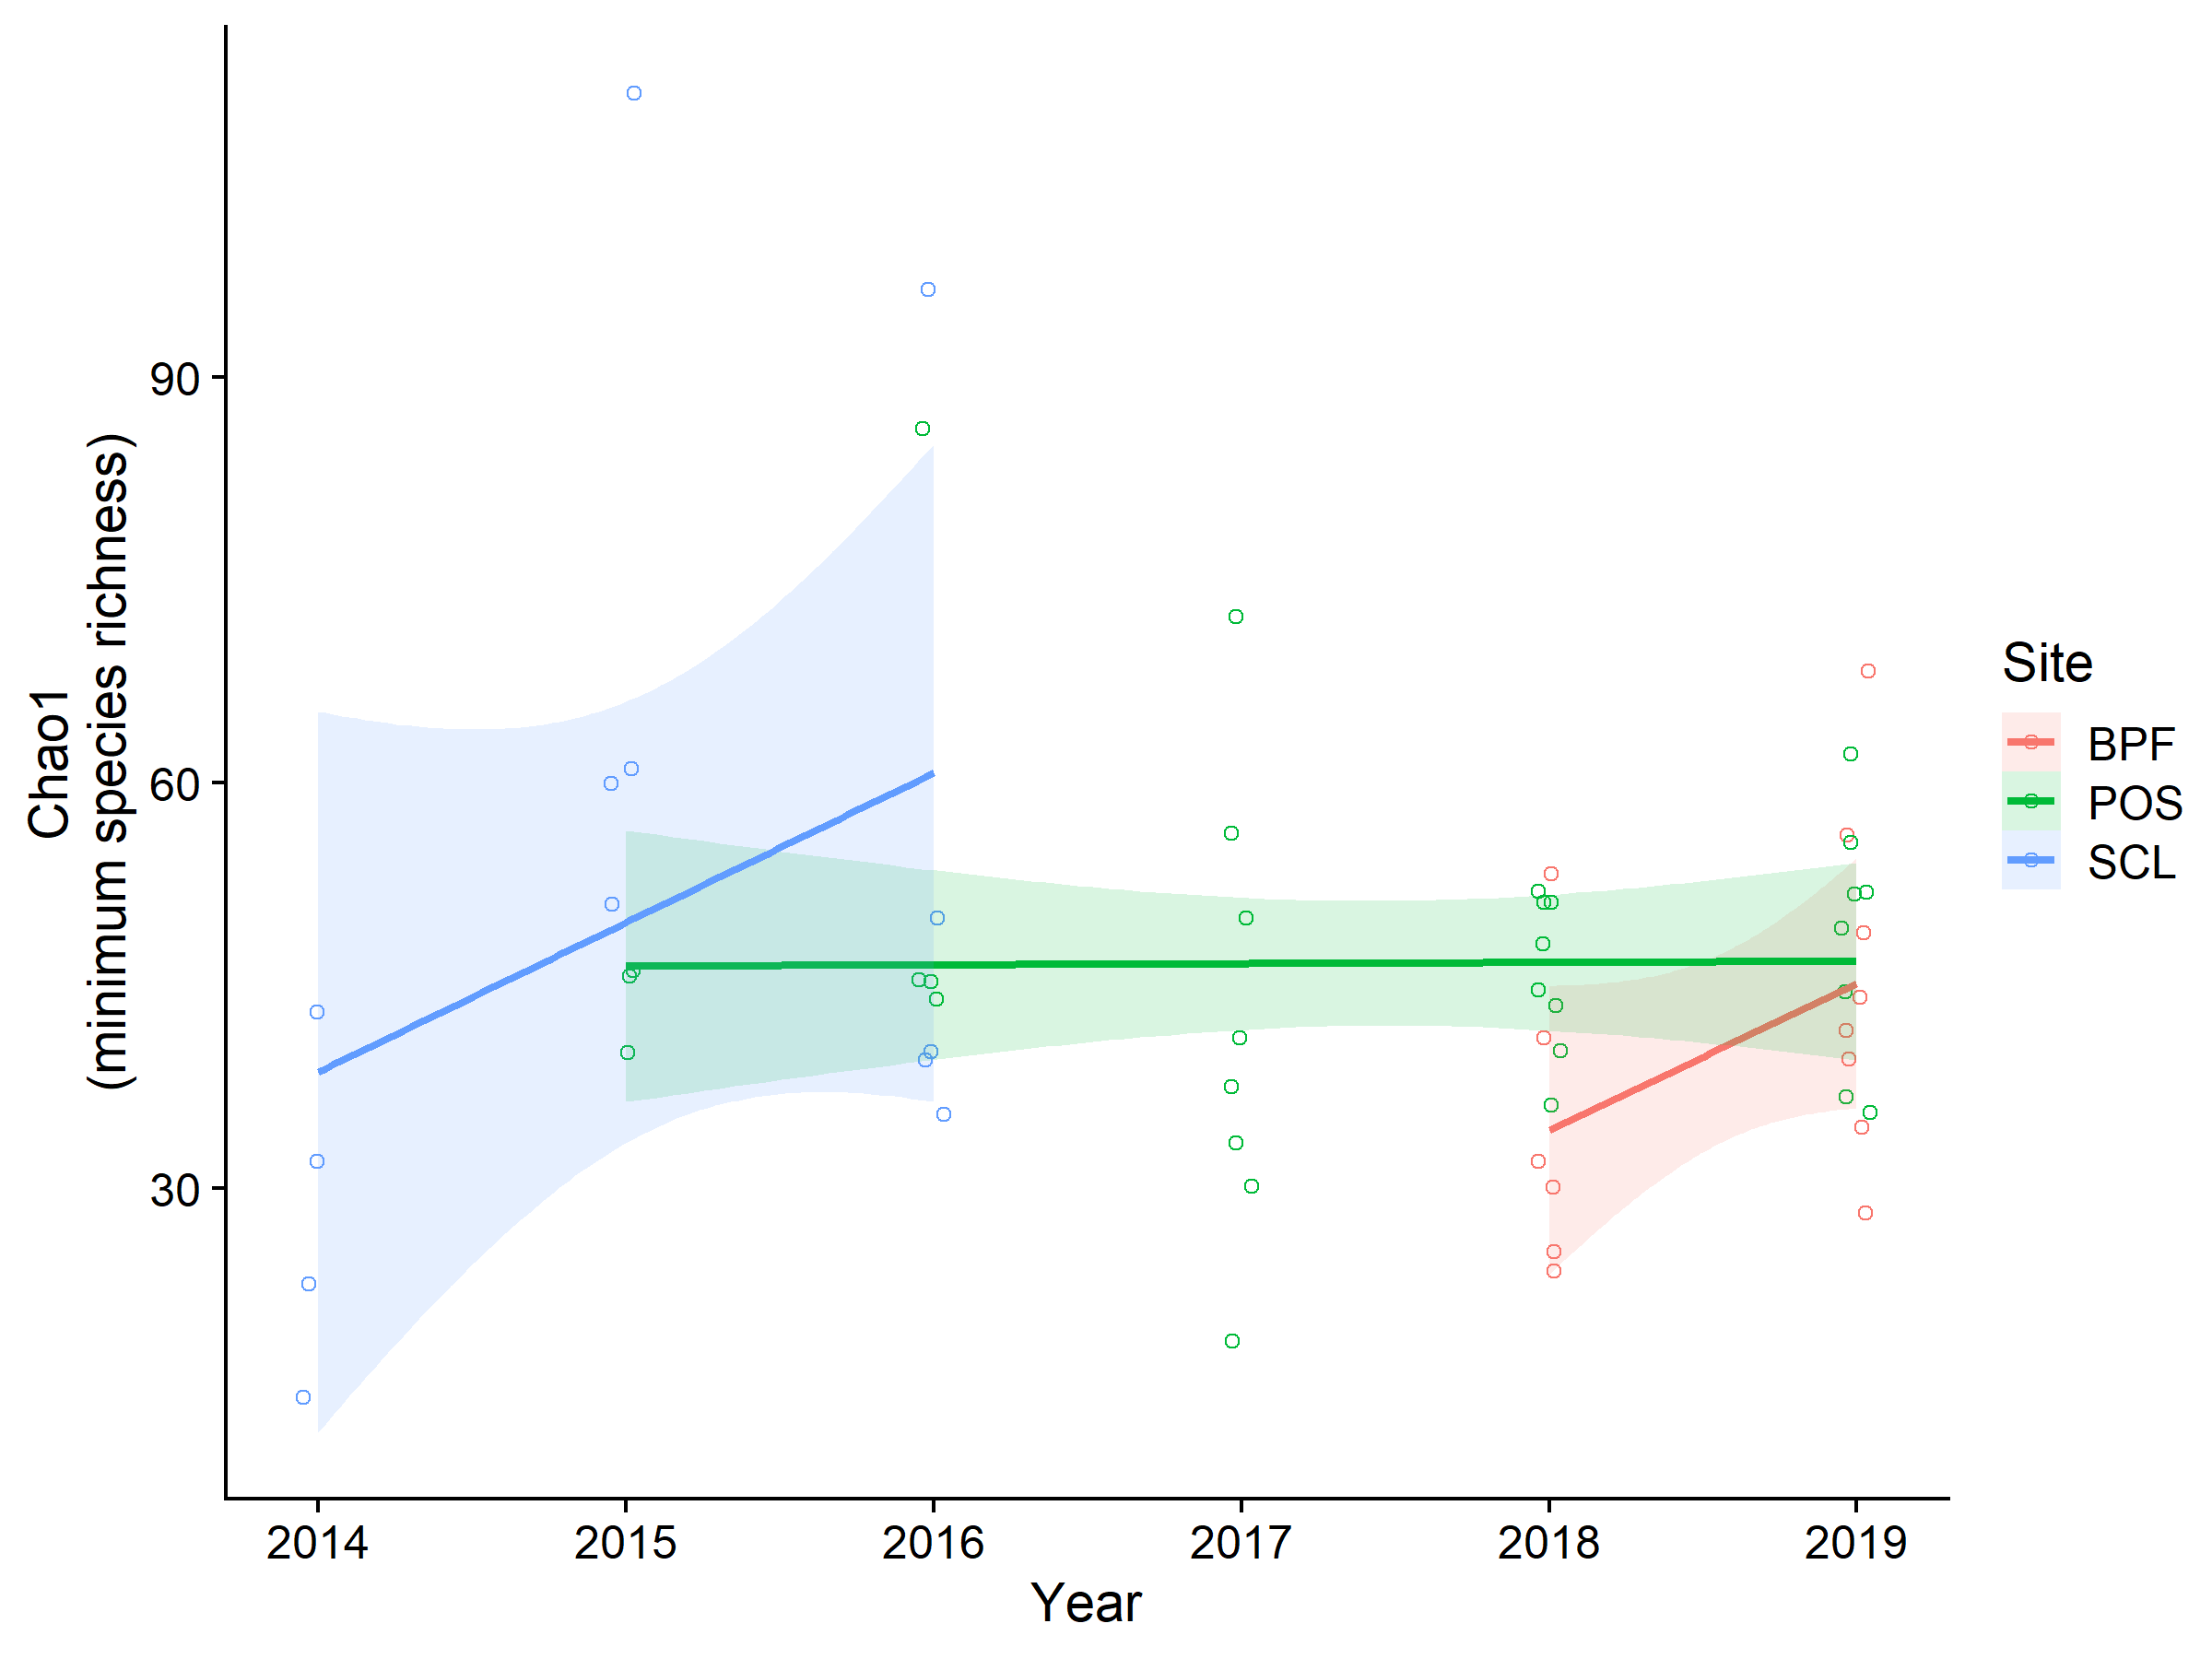 Chao1
(minimum species richness)
90
60
30
2014 2015 2016 2017 2018 2019
Year
Site
BPF
POS
SCL